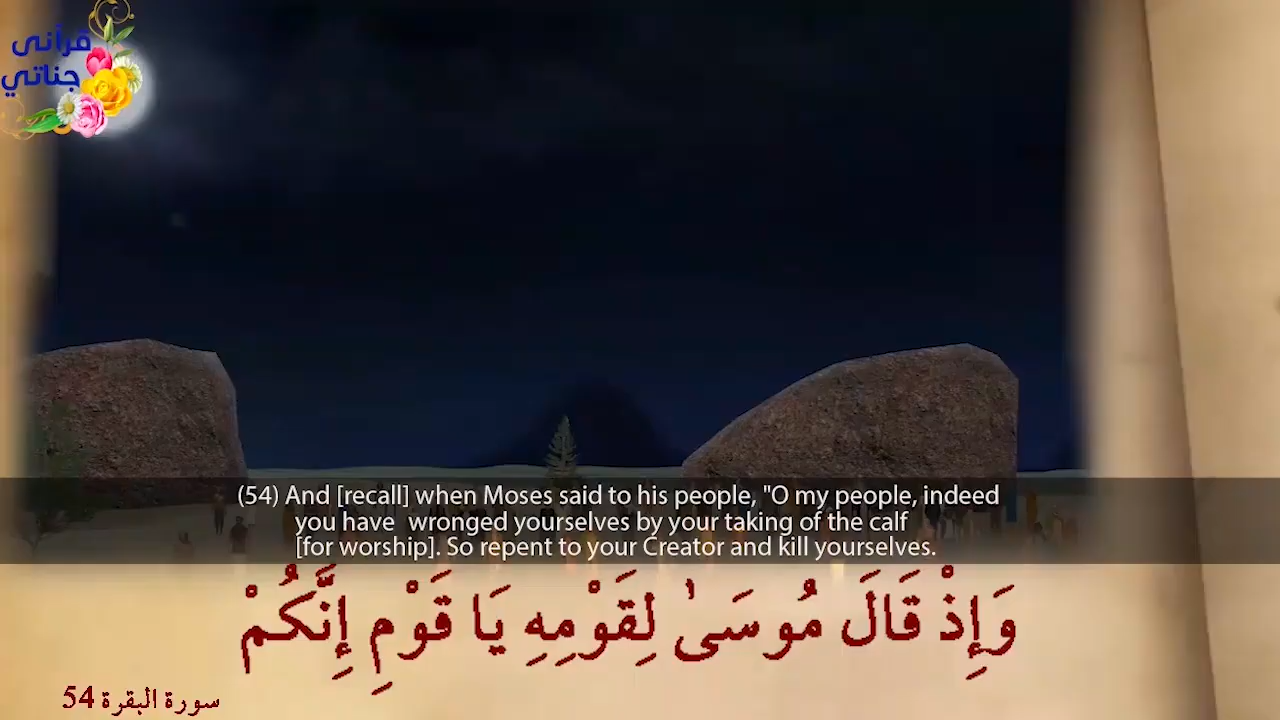 قرآنى
جناتي
(54) And [recall] when Moses said to his people, "O my people, indeed
you have  wronged yourselves by your taking of the calf
[for worship]. So repent to your Creator and kill yourselves.
وَإِذْ قَالَ مُوسَىٰ لِقَوْمِهِ يَا قَوْمِ إِنَّكُمْ
سورة البقرة 54